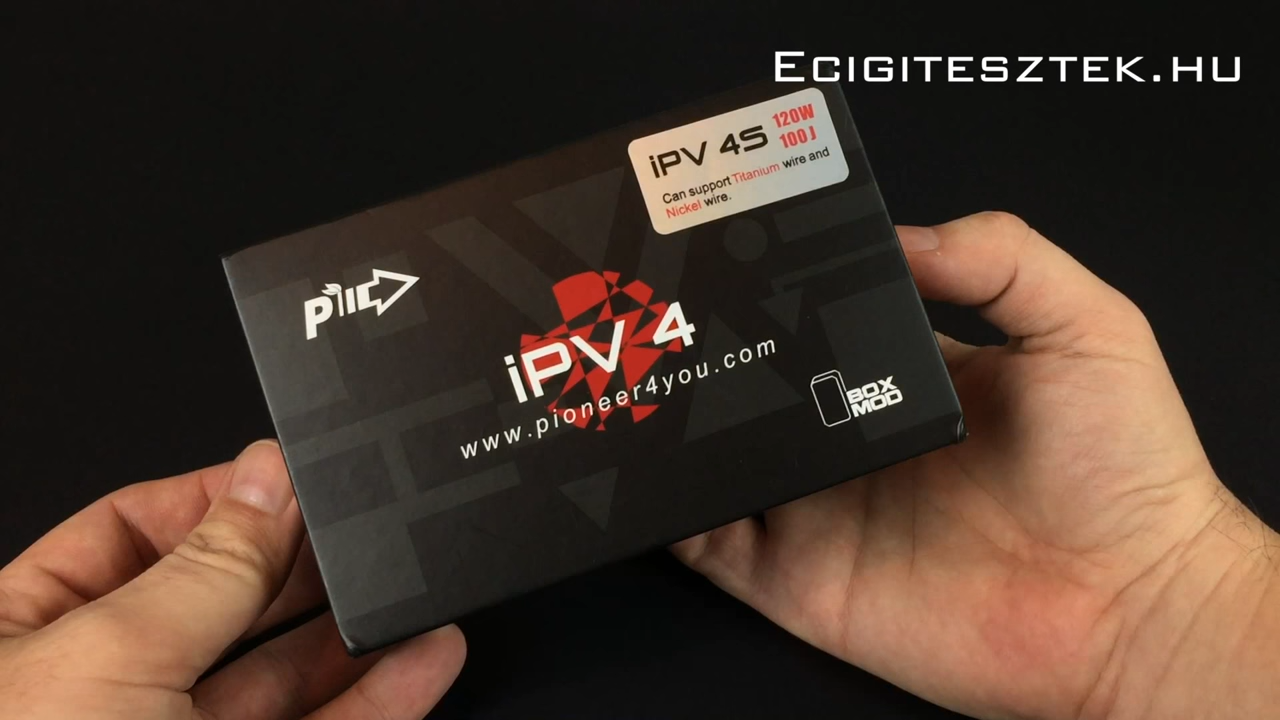 ECIGITESZTEK.HU
iPV 4S 120W
100J
Can support Titanium wire and
Nickel wire.
iPV 4
www.pioneer4you.com
BOX
MOD